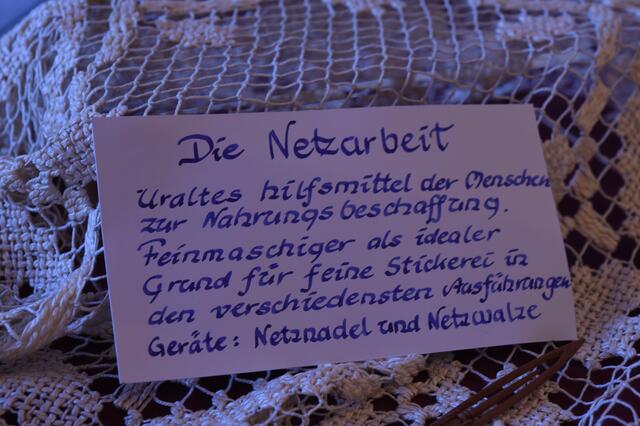 Die Netzarbeit
Uraltes hilfsmittel der Menschen
zur Nahrungsbeschaffung.
Feinmaschiger als idealer
Grund für feine Stickerei in
den verschiedensten Ausführungen
Geräte: Netznadel und Netzwalze